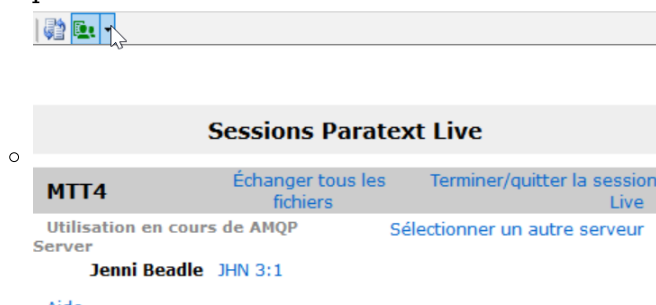 Sessions Paratext Live
MTT4
Échanger tous les
fichiers
Terminer/quitter la session
Live
Utilisation en cours de AMQP
Server
Sélectionner un autre serveur
Jenni Beadle JHN 3:1